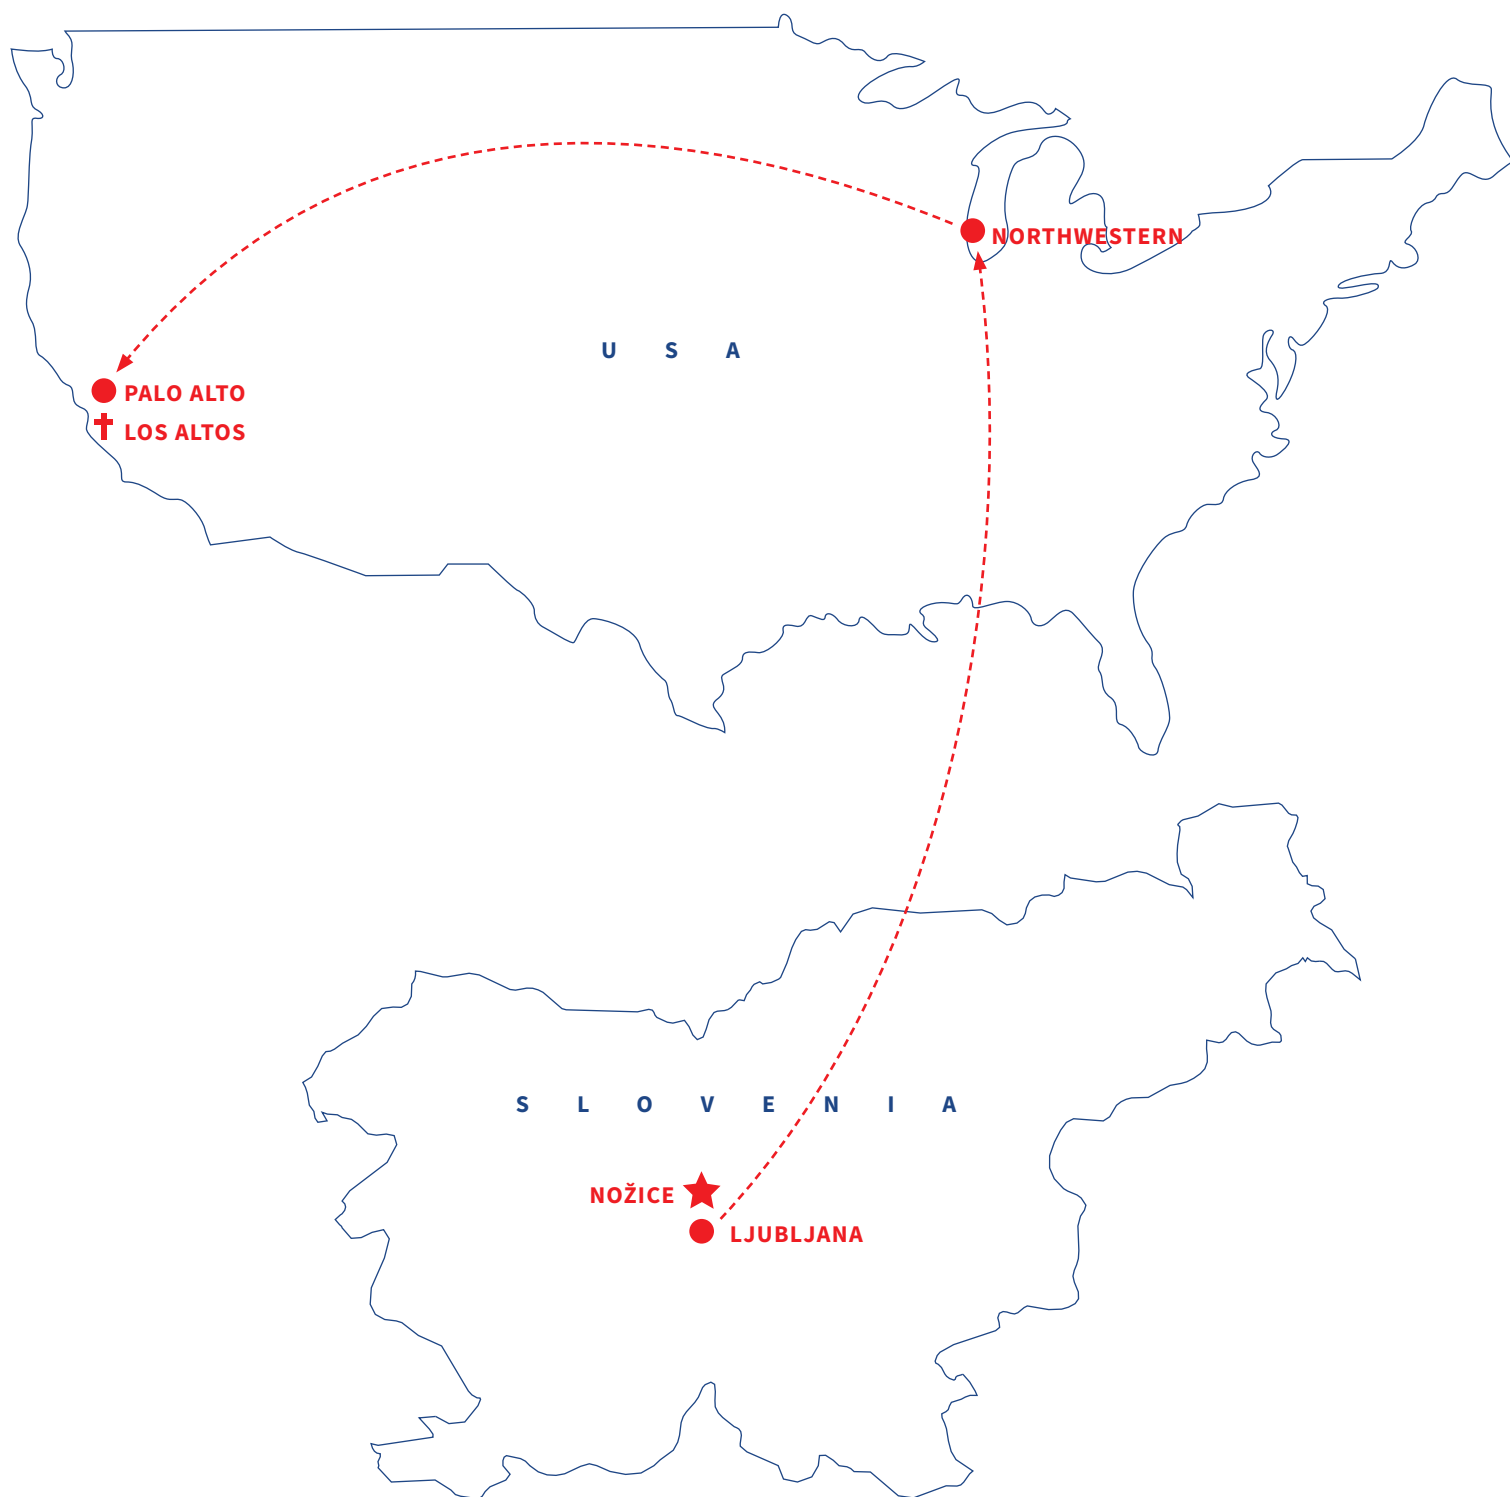 NORTHWESTERN
U S A
PALO ALTO
LOS ALTOS
S L O V E N I A
NOŽICE
LJUBLJANA